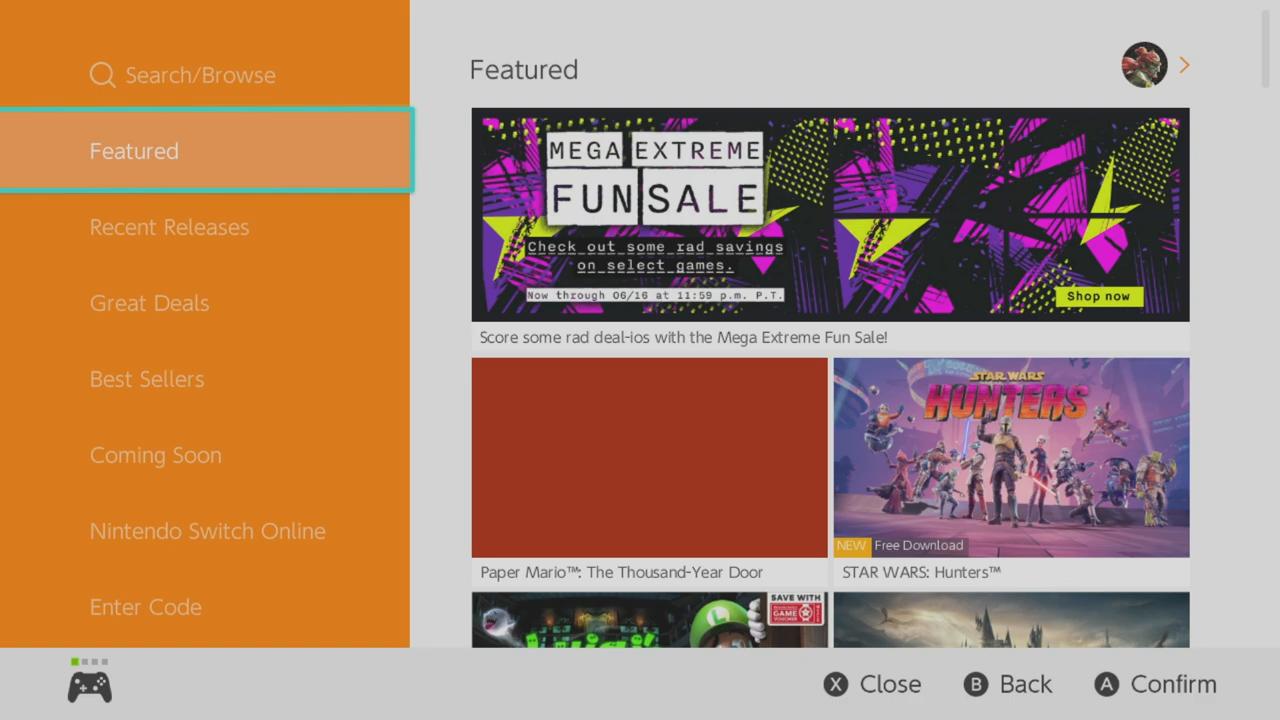 Search/Browse
Featured
Recent Releases
Great Deals
Best Sellers
Coming Soon
Nintendo Switch Online
Enter Code
Featured
MEGA EXTREME
FUN SALE
Check out some rad savings
on select games.
Now through 06/16 at 11:59 p.m. P.T.
Shop now
Score some rad deal-ios with the Mega Extreme Fun Sale!
STAR WARS
HUNTERS
NEW Free Download
Paper Mario™: The Thousand-Year Door
STAR WARS: Hunters™
SAVE WITH
GAME
VOUCHER
X Close
B Back
A Confirm